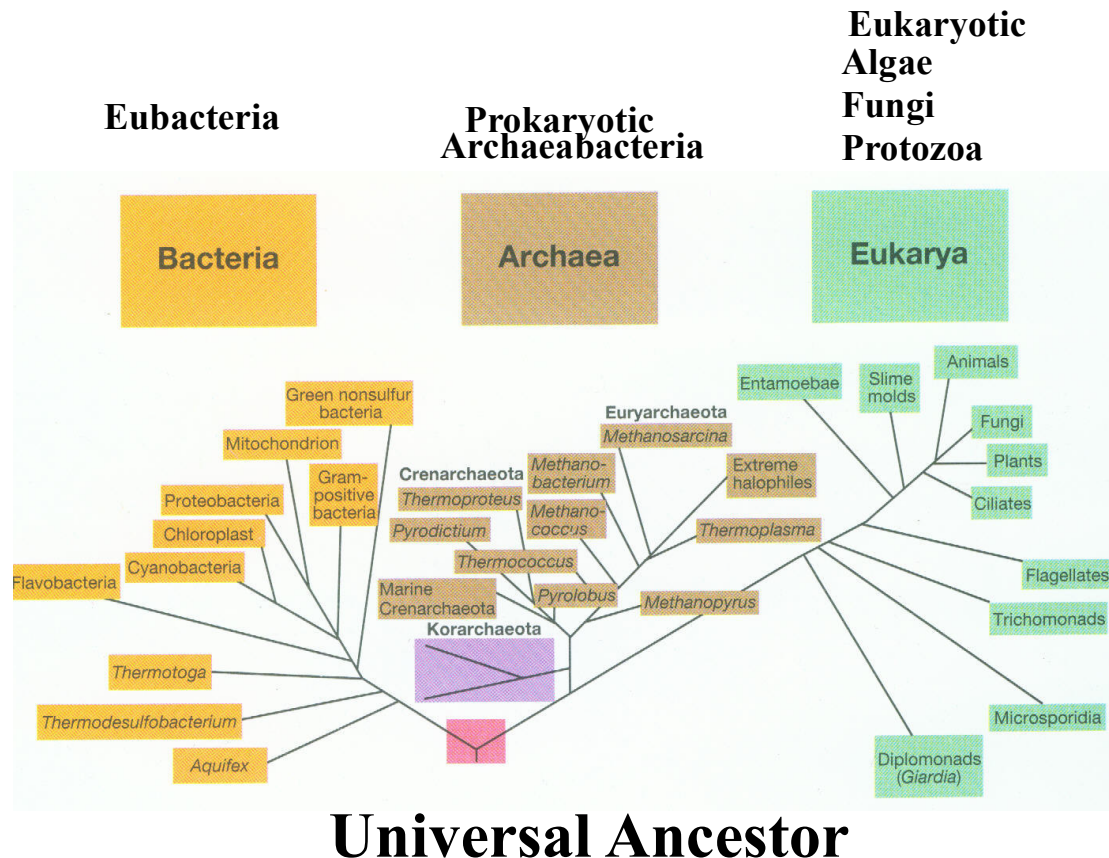 Eukaryotic
Algae
Fungi
Protozoa
Eubacteria
Prokaryotic
Archaeabacteria
Bacteria
Archaea
Eukarya
Green nonsulfur
bacteria
Mitochondrion
Gram-
positive
bacteria
Proteobacteria
Chloroplast
Cyanobacteria
Flavobacteria
Thermotoga
Thermodesulfobacterium
Aquifex
Crenarchaeota
Thermoproteus
Pyrodictium
Thermococcus
Marine
Crenarchaeota
Pyrolobus
Korarchaeota
Euryarchaeota
Methanosarcina
Methano-
bacterium
Methano-
coccus
Extreme
halophiles
Thermoplasma
Methanopyrus
Entamoebae
Slime
molds
Animals
Fungi
Plants
Ciliates
Flagellates
Trichomonads
Microsporidia
Diplomonads
(Giardia)
Universal Ancestor